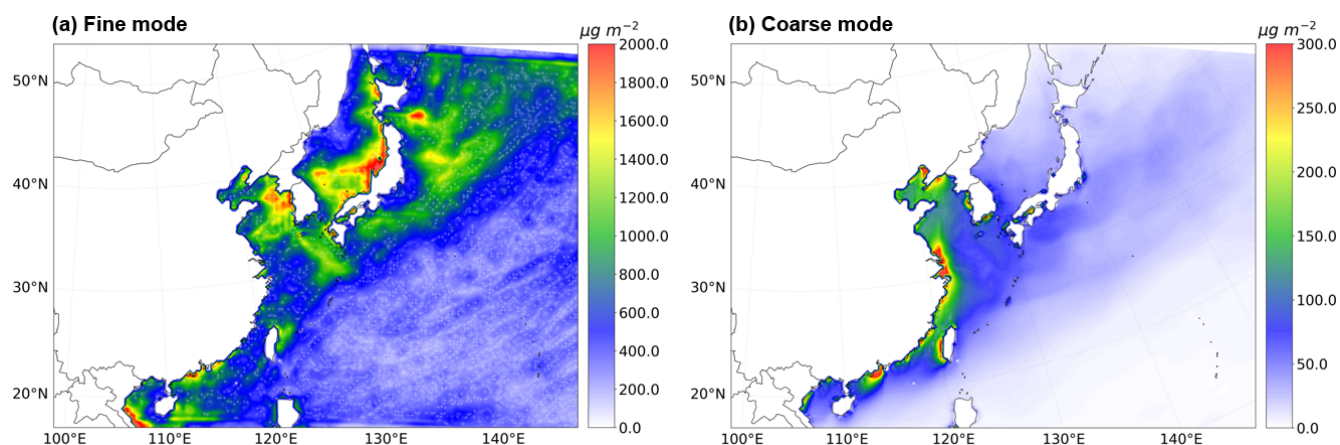 (a) Fine mode
µg m⁻²
2000.0
1800.0
1600.0
1400.0
1200.0
1000.0
800.0
600.0
400.0
200.0
0.0
50°N
40°N
30°N
20°N
100°E 110°E 120°E 130°E 140°E
(b) Coarse mode
µg m⁻²
300.0
250.0
200.0
150.0
100.0
50.0
0.0
50°N
40°N
30°N
20°N
100°E 110°E 120°E 130°E 140°E